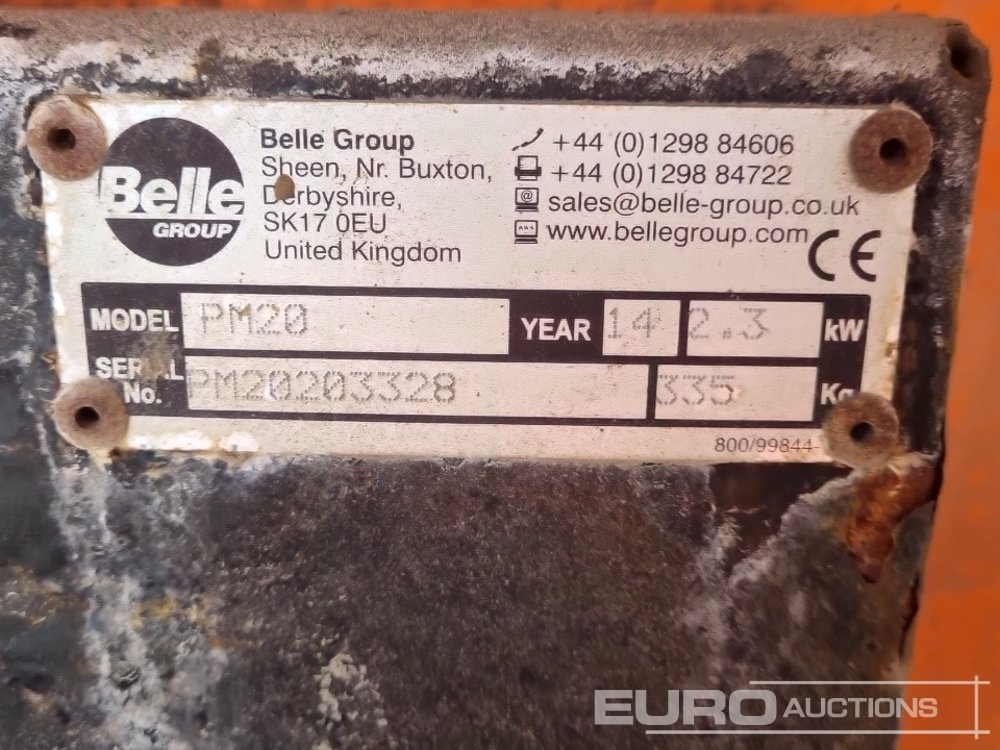 Belle
GROUP
Belle Group
Sheen, Nr. Buxton,
Derbyshire,
SK17 0EU
United Kingdom
+44 (0)1298 84606
+44 (0)1298 84722
sales@belle-group.co.uk
www.bellegroup.com
CE
MODEL PM20 YEAR 14 2.3 kW
SERIAL No. PM20203328 335 Kg
800/99844-
EURO AUCTIONS